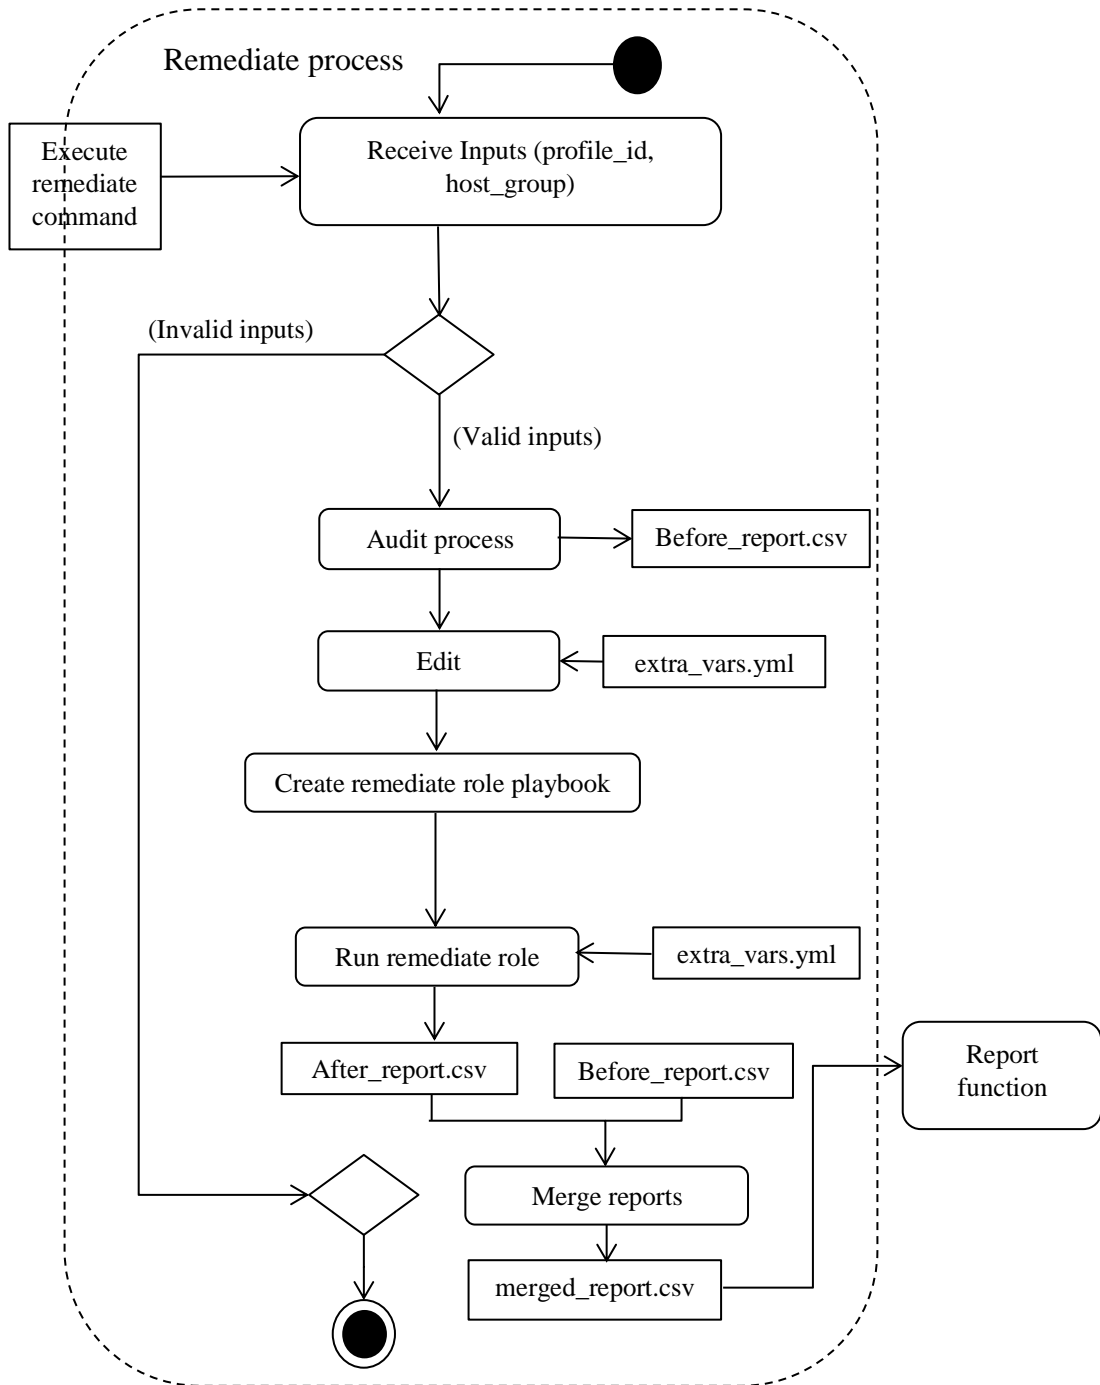 Remediate process
Execute
remediate
command
Receive Inputs (profile_id,
host_group)
(Invalid inputs)
(Valid inputs)
Audit process
Before_report.csv
Edit
extra_vars.yml
Create remediate role playbook
Run remediate role
extra_vars.yml
After_report.csv
Before_report.csv
Report
function
Merge reports
merged_report.csv